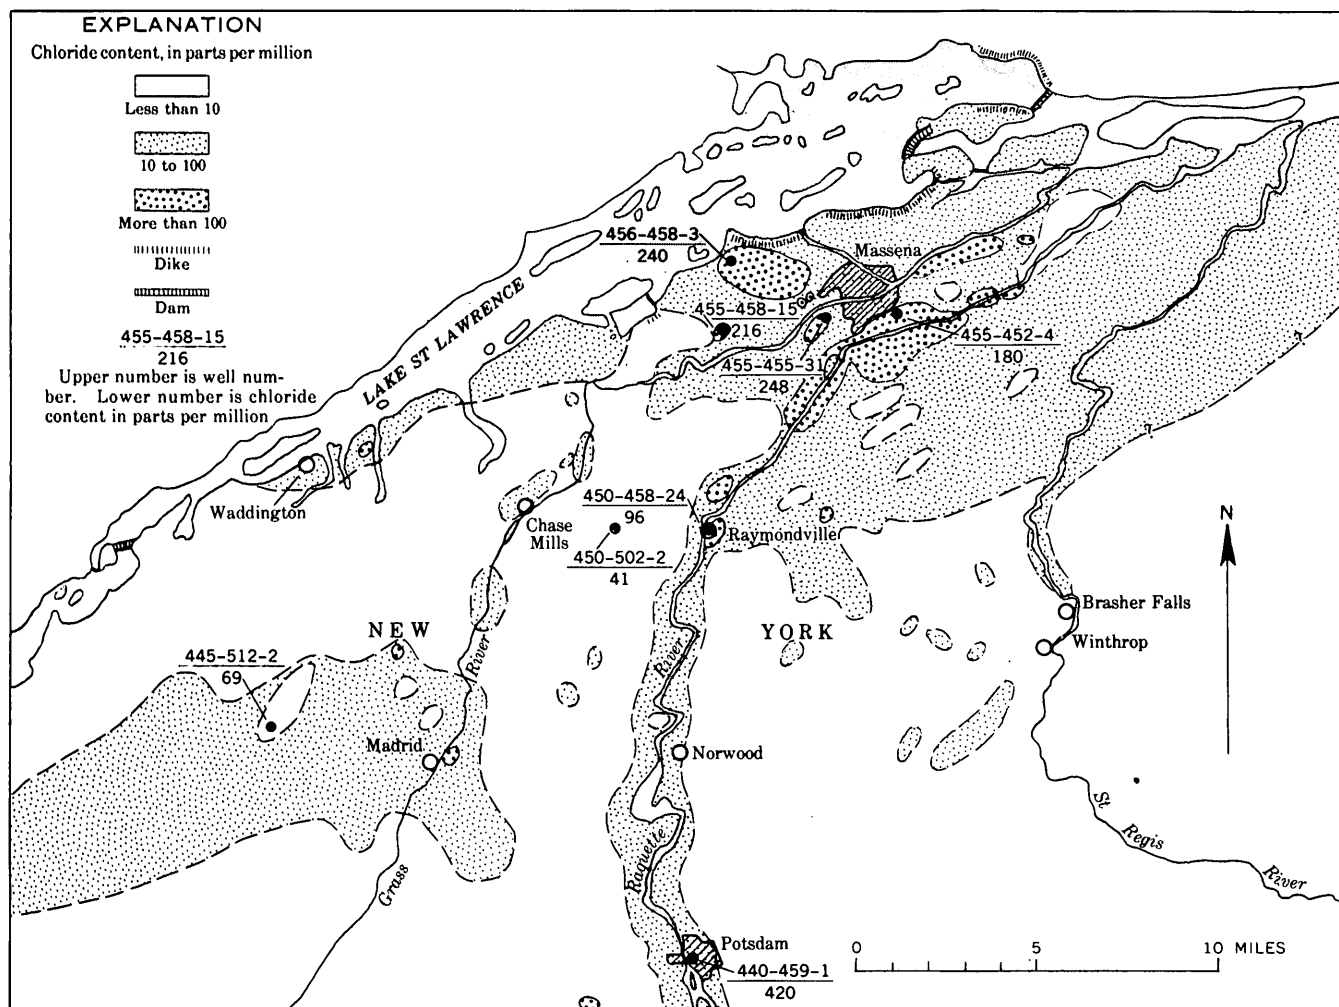 EXPLANATION
Chloride content, in parts per million
Less than 10
10 to 100
More than 100
Dike
Dam
455-458-15
216
Upper number is well num-
ber. Lower number is chloride
content in parts per million
LAKE ST LAWRENCE
456-458-3
240
Massena
455-458-15
216
455-452-4
180
455-455-31
248
?
?
Waddington
Chase
Mills
450-458-24
96
Raymondville
450-502-2
41
N
Brasher Falls
Winthrop
NEW
YORK
River
River
445-512-2
69
Madrid
Norwood
Grass
Raquette
St
Regis
River
Potsdam
440-459-1
420
0 5 10 MILES